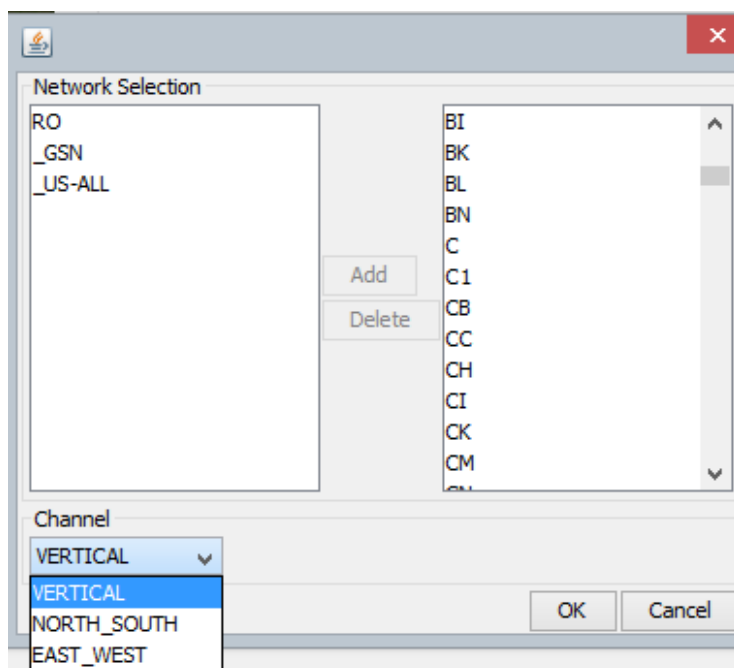 Network Selection
RO
_GSN
_US-ALL
Add
Delete
BI
BK
BL
BN
C
C1
CB
CC
CH
CI
CK
CM
Channel
VERTICAL
VERTICAL
NORTH_SOUTH
EAST_WEST
OK
Cancel